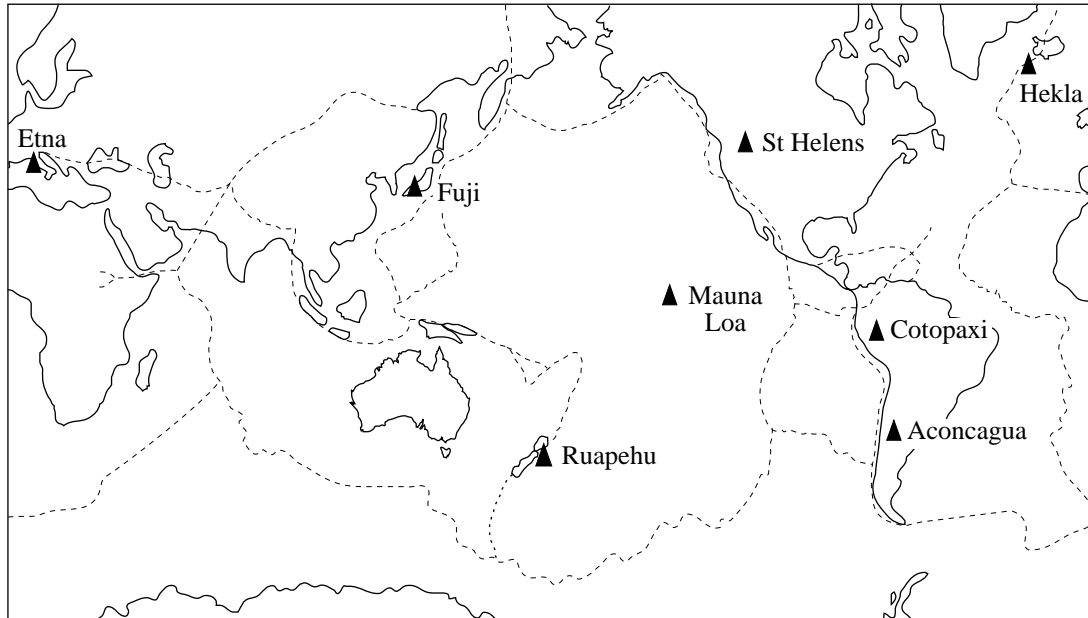 Hekla
Etna
St Helens
Fuji
Mauna
Loa
Cotopaxi
Aconcagua
Ruapehu